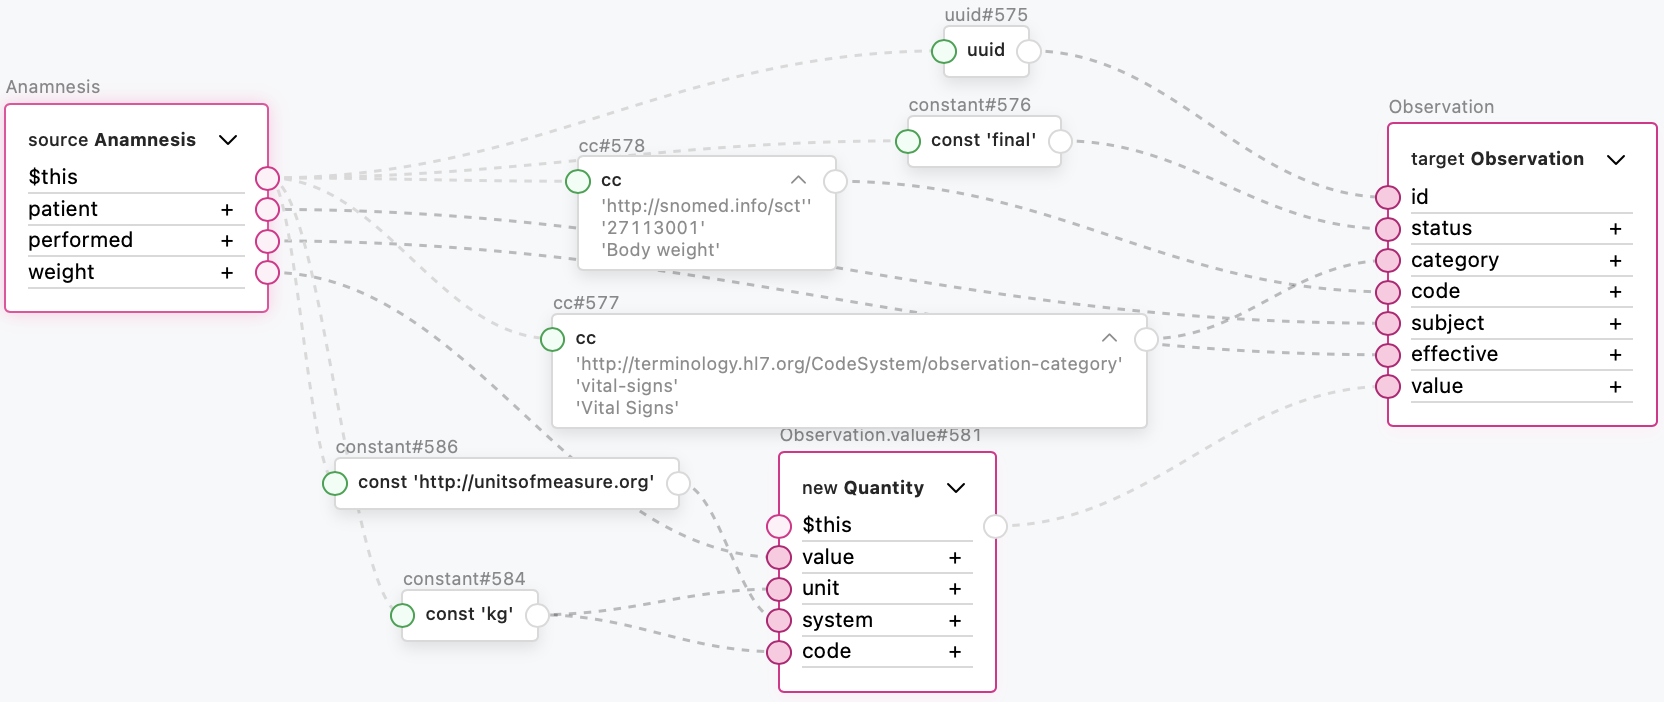 Anamnesis
source Anamnesis
$this
patient +
performed +
weight +
uuid#575
uuid
constant#576
const 'final'
cc#578
cc
'http://snomed.info/sct''
'27113001'
'Body weight'
cc#577
cc
'http://terminology.hl7.org/CodeSystem/observation-category'
'vital-signs'
'Vital Signs'
constant#586
const 'http://unitsofmeasure.org'
constant#584
const 'kg'
Observation.value#581
new Quantity
$this
value +
unit +
system +
code +
Observation
target Observation
id
status +
category +
code +
subject +
effective +
value +